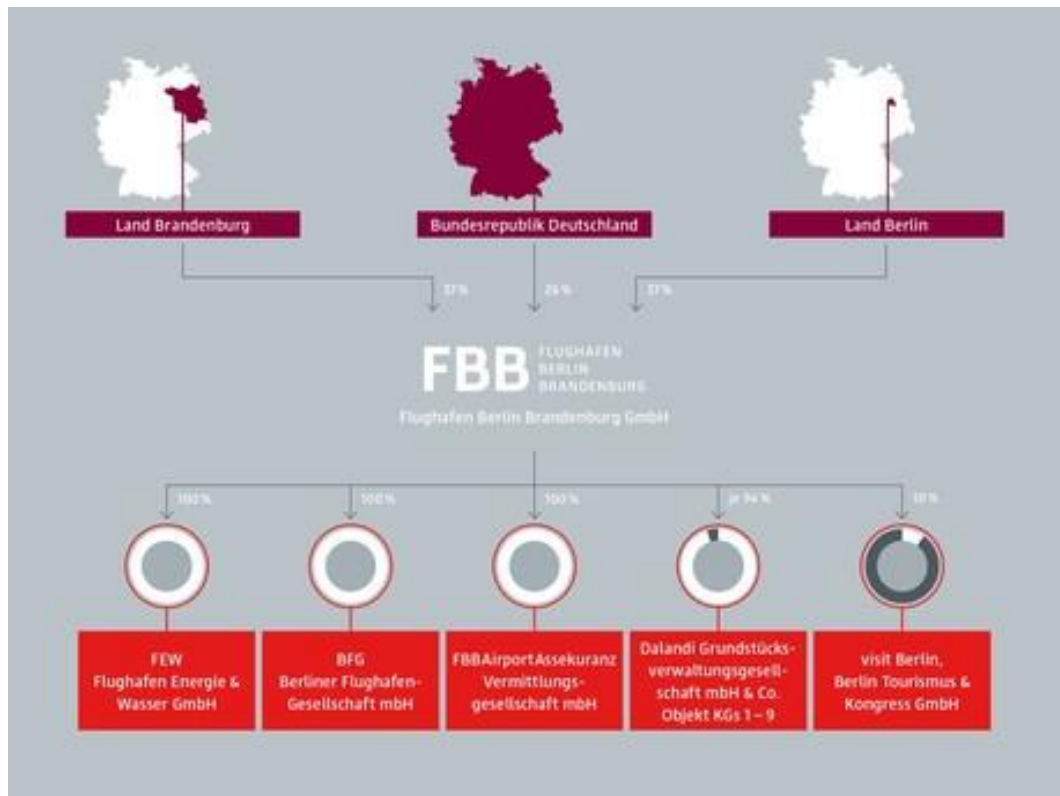 Land Brandenburg
Bundesrepublik Deutschland
Land Berlin
37%
26%
37%
FBB
FLUGHAFEN
BERLIN
BRANDENBURG
Flughafen Berlin Brandenburg GmbH
100%
100%
100%
je 94%
10%
FEW
Flughafen Energie &
Wasser GmbH
BFG
Berliner Flughafen-
Gesellschaft mbH
FBBAirportAssekuranz
Vermittlungs-
gesellschaft mbH
Dalandi Grundstücks-
verwaltungsgesell-
schaft mbH & Co.
Objekt KGs 1 – 9
visit Berlin,
Berlin Tourismus &
Kongress GmbH